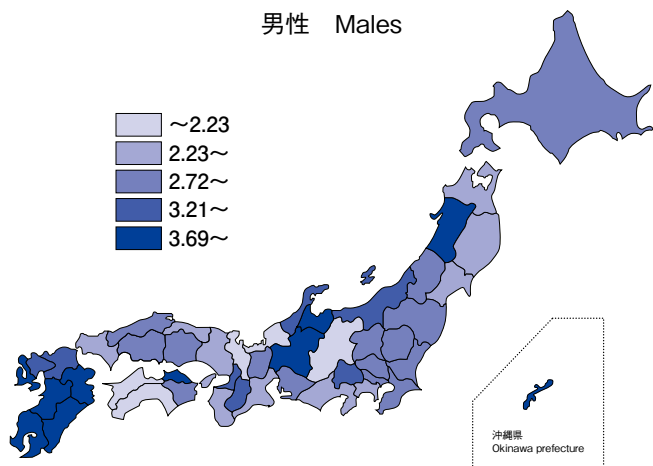 男性 Males
～2.23
2.23～
2.72～
3.21～
3.69～
沖縄県
Okinawa prefecture